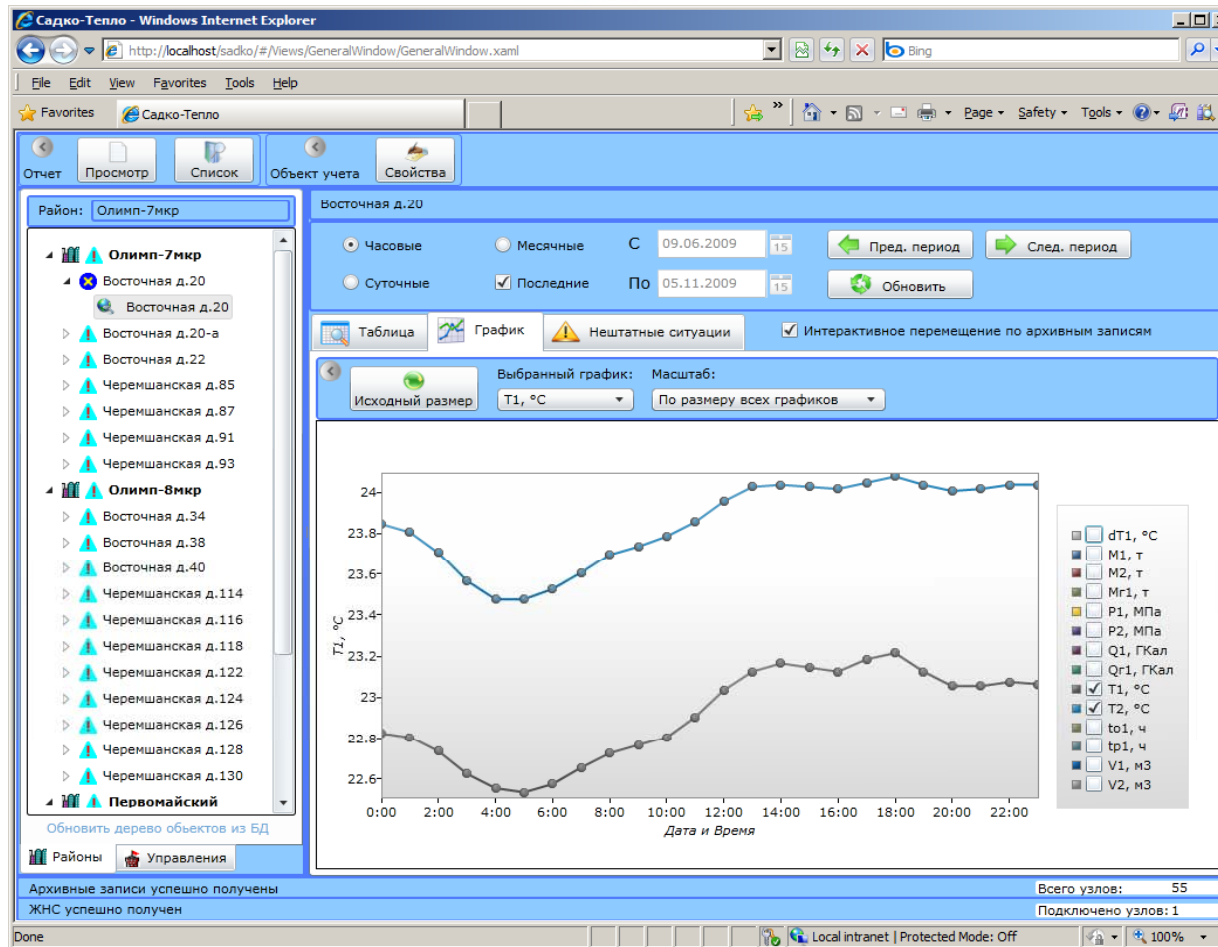 Садко-Тепло - Windows Internet Explorer
http://localhost/sadko/#/Views/GeneralWindow/GeneralWindow.xaml
Bing
File Edit View Favorites Tools Help
Favorites Садко-Тепло Page Safety Tools
Отчет Просмотр Список Объект учета Свойства
Район: Олимп-7мкр
Олимп-7мкр
Восточная д.20
Восточная д.20
Восточная д.20-а
Восточная д.22
Черемшанская д.85
Черемшанская д.87
Черемшанская д.91
Черемшанская д.93
Олимп-8мкр
Восточная д.34
Восточная д.38
Восточная д.40
Черемшанская д.114
Черемшанская д.116
Черемшанская д.118
Черемшанская д.122
Черемшанская д.124
Черемшанская д.126
Черемшанская д.128
Черемшанская д.130
Первомайский
Обновить дерево обьектов из БД
Районы Управления
Восточная д.20
Часовые Месячные С 09.06.2009 15 Пред. период След. период
Суточные Последние По 05.11.2009 15 Обновить
Таблица График Нештатные ситуации Интерактивное перемещение по архивным записям
Выбранный график: Масштаб:
Исходный размер T1, °C По размеру всех графиков
24
23.8
23.6
23.4
23.2
23
22.8
22.6
T1, °C
0:00 2:00 4:00 6:00 8:00 10:00 12:00 14:00 16:00 18:00 20:00 22:00
Дата и Время
dT1, °C
M1, т
M2, т
Mг1, т
P1, МПа
P2, МПа
Q1, ГКал
Qг1, ГКал
T1, °C
T2, °C
to1, ч
tp1, ч
V1, м3
V2, м3
Архивные записи успешно получены Всего узлов: 55
ЖНС успешно получен Подключено узлов: 1
Done Local intranet | Protected Mode: Off 100%